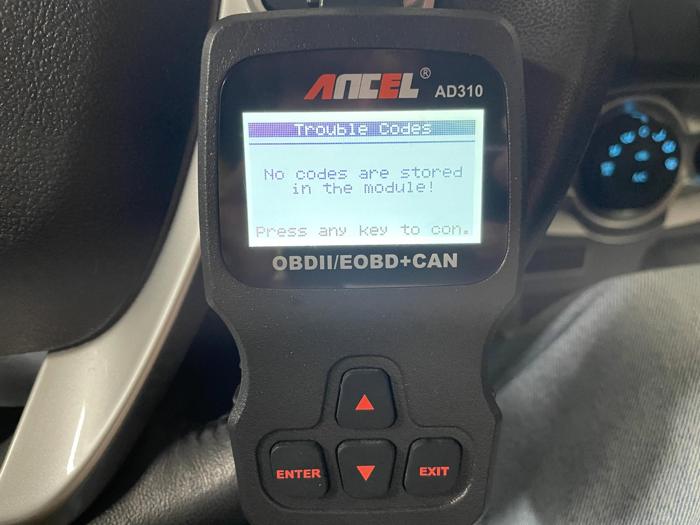 ANCEL® AD310
Trouble Codes
No codes are stored
in the module!
Press any key to con.
OBDII/EOBD+CAN
ENTER
EXIT